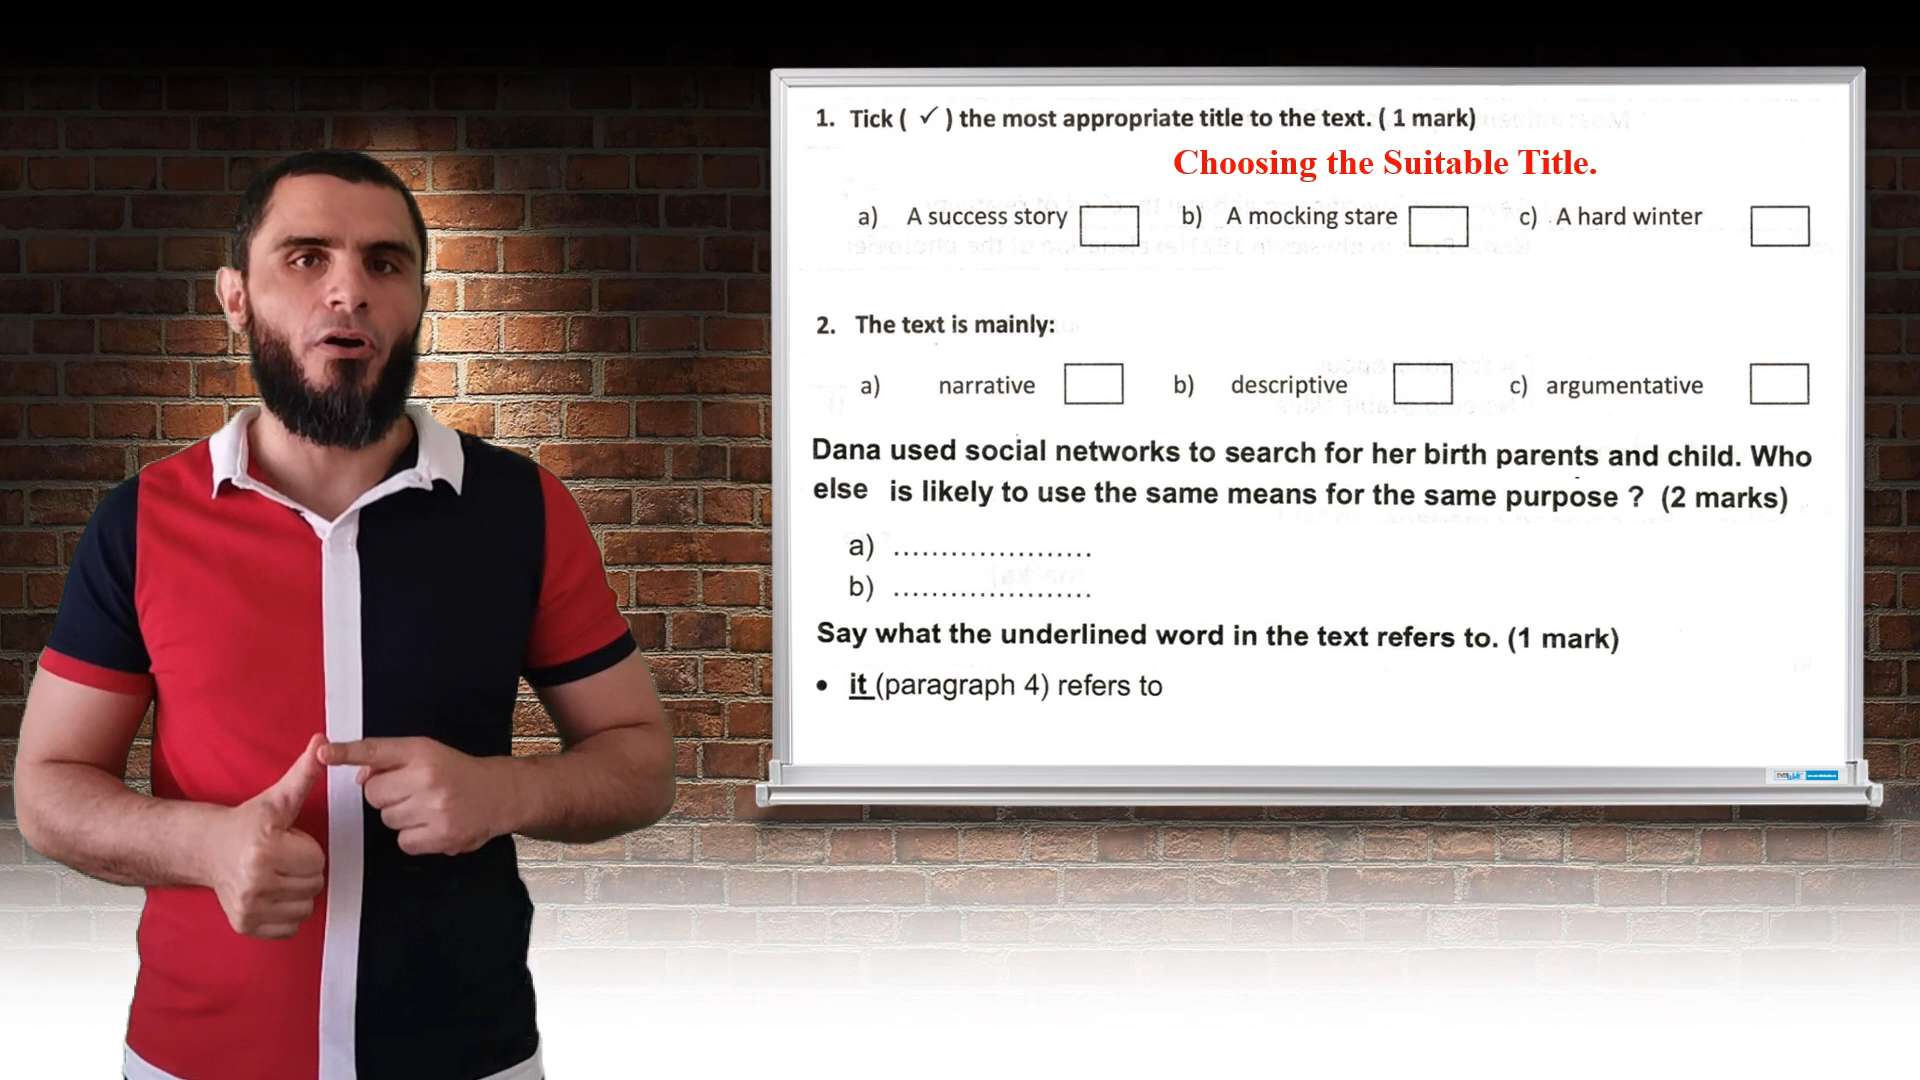 1. Tick ( ✓ ) the most appropriate title to the text. ( 1 mark)
Choosing the Suitable Title.
a) A success story b) A mocking stare c) A hard winter
2. The text is mainly:
a) narrative b) descriptive c) argumentative
Dana used social networks to search for her birth parents and child. Who
else is likely to use the same means for the same purpose ? (2 marks)
a) .....................
b) .....................
Say what the underlined word in the text refers to. (1 mark)
• it (paragraph 4) refers to